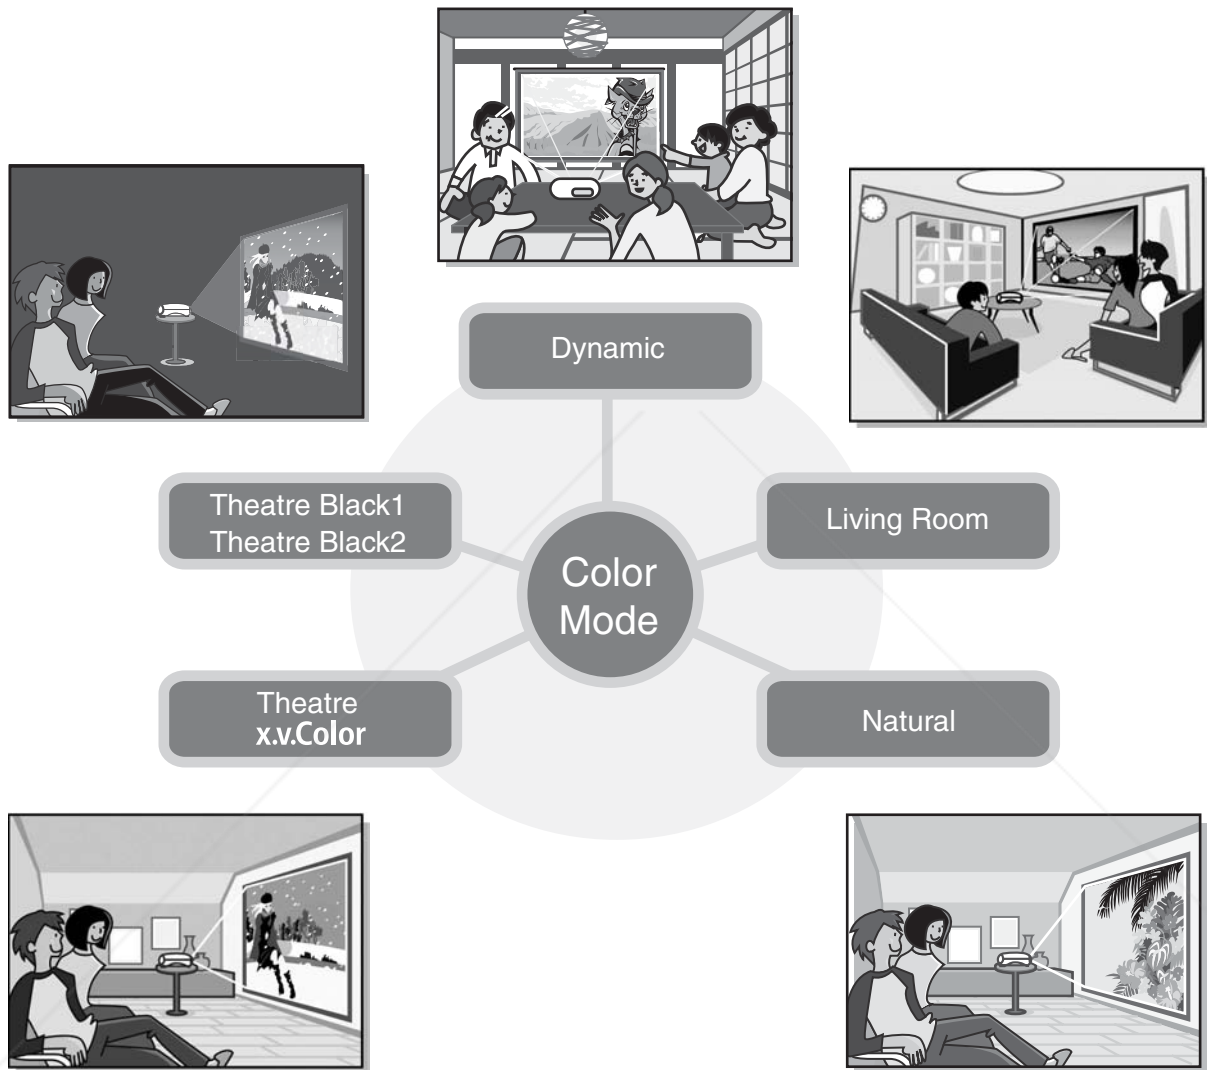 Dynamic
Theatre Black1
Theatre Black2
Living Room
Color
Mode
Theatre
x.v.Color
Natural